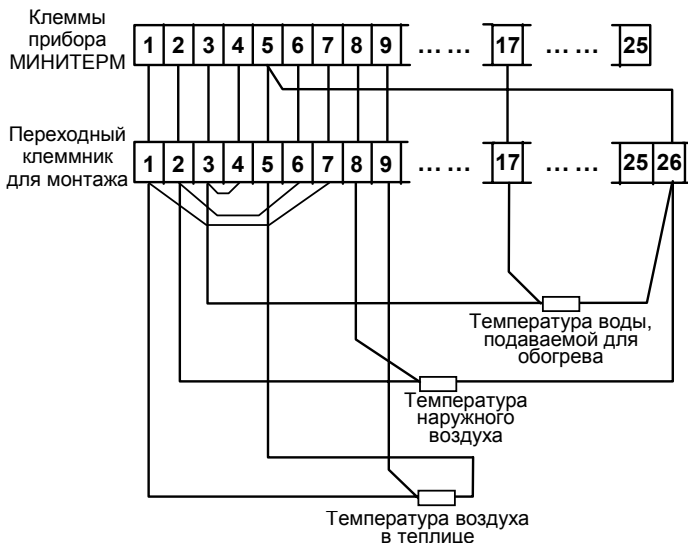 Клеммы
прибора
МИНИТЕРМ
1 2 3 4 5 6 7 8 9 ... ... 17 ... ... 25
Переходный
клеммник
для монтажа
1 2 3 4 5 6 7 8 9 ... ... 17 ... ... 25 26
Температура воды,
подаваемой для
обогрева
Температура
наружного
воздуха
Температура воздуха
в теплице